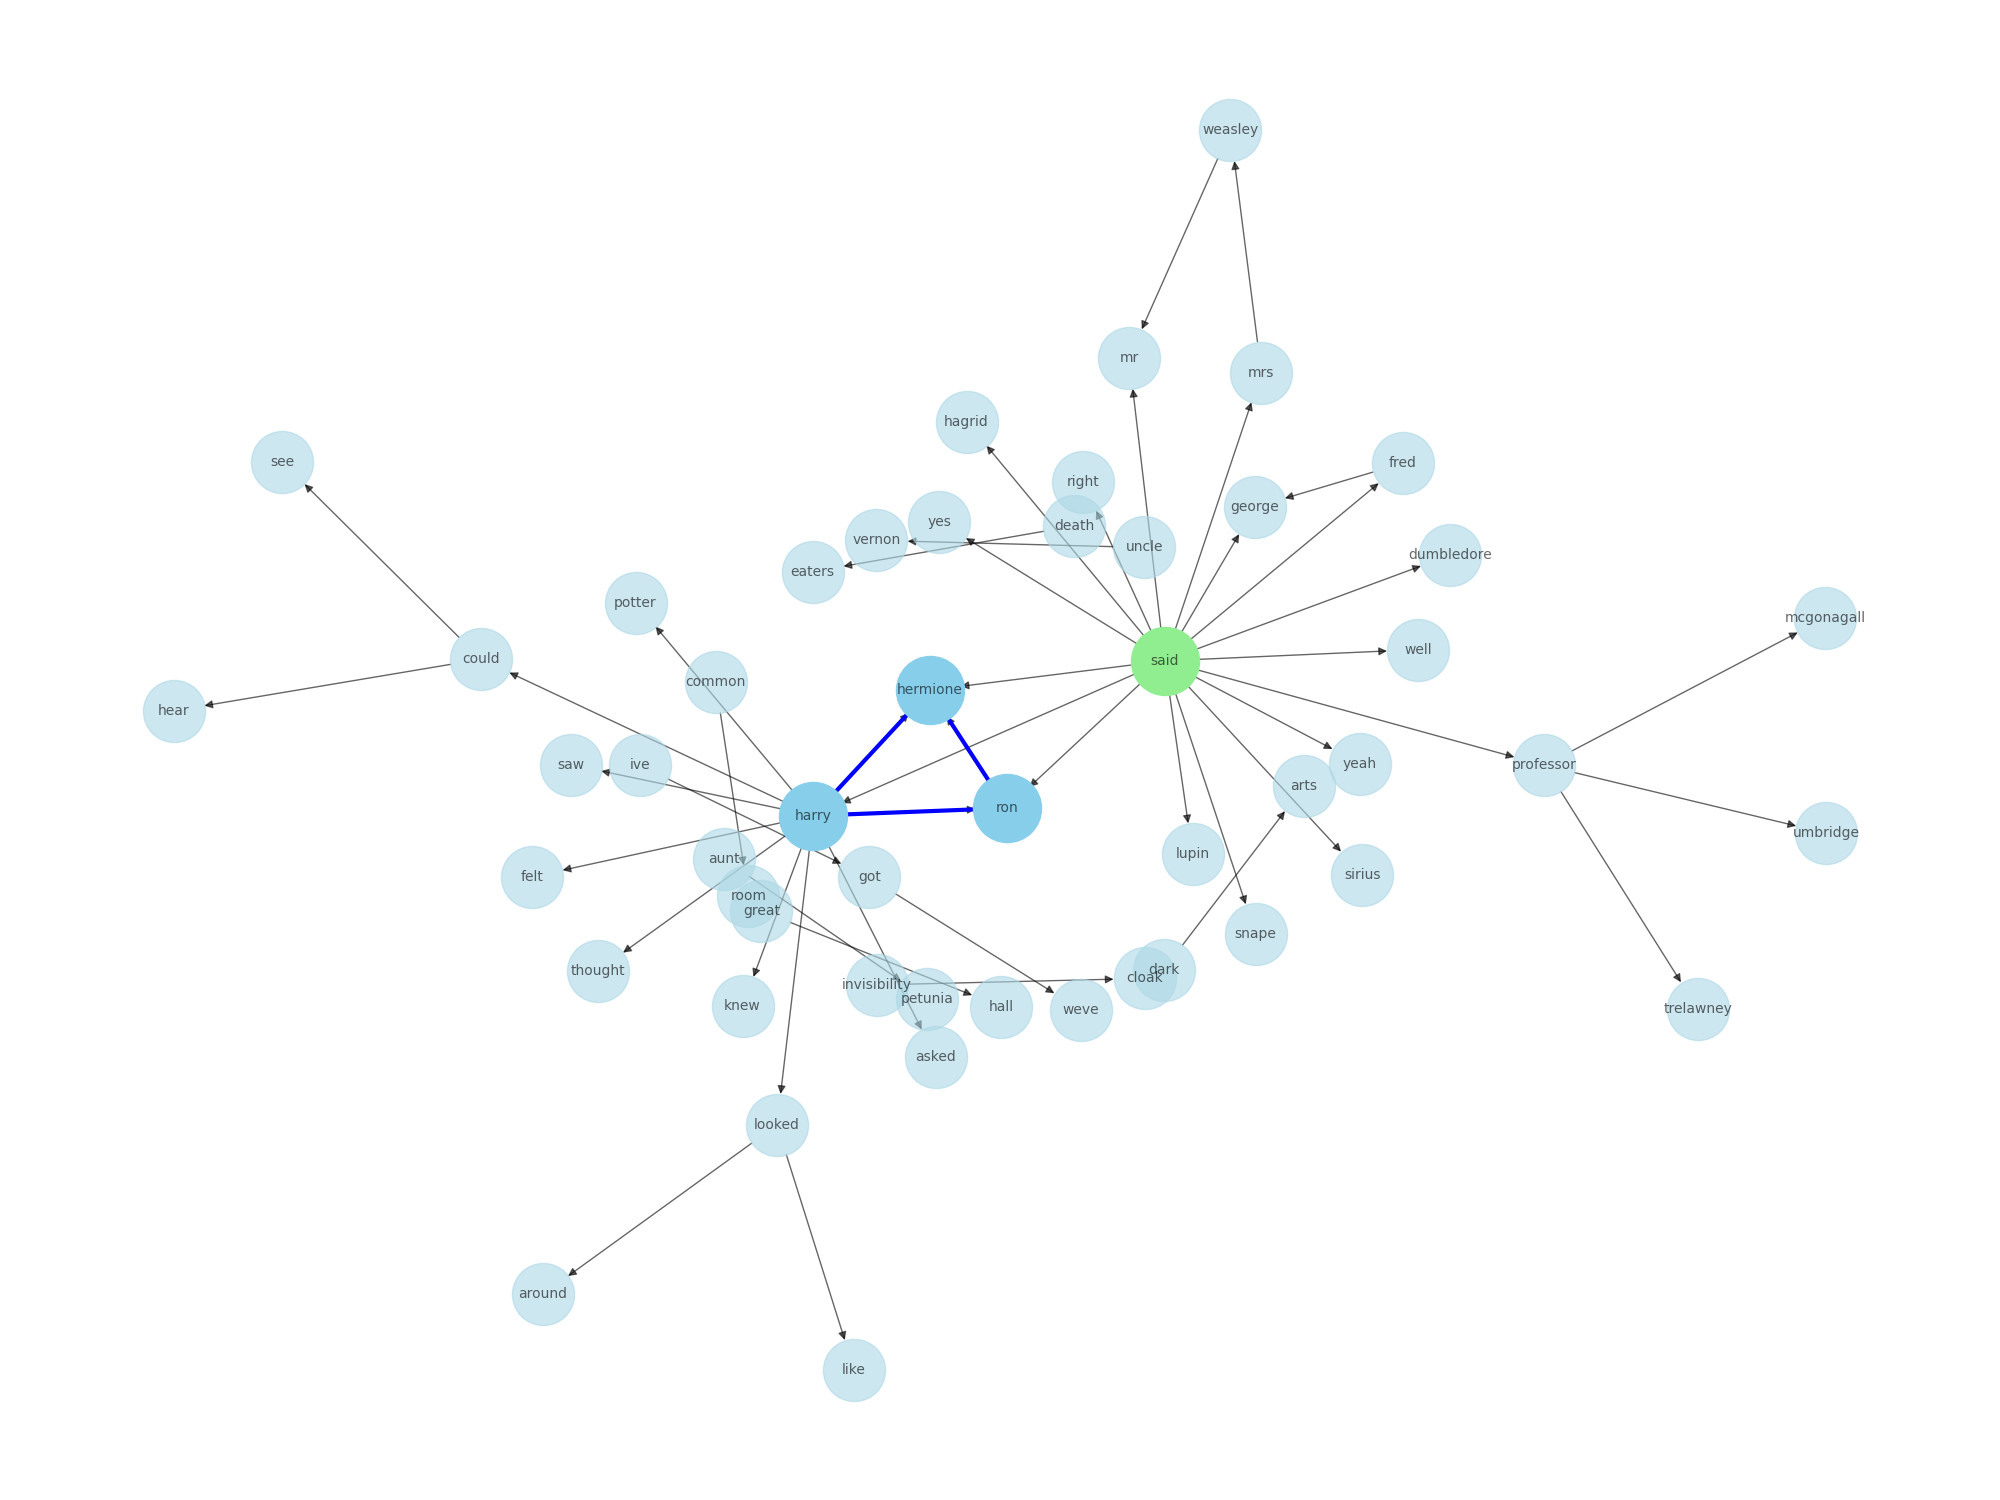 weasley
mr
mrs
hagrid
see
fred
right
george
yes
death
vernon
uncle
dumbledore
eaters
potter
mcgonagall
well
could
said
common
hermione
hear
saw
ive
yeah
professor
arts
ron
harry
umbridge
lupin
aunt
felt
got
sirius
room
great
snape
thought
dark
cloak
invisibility
petunia
knew
hall
weve
trelawney
asked
looked
around
like